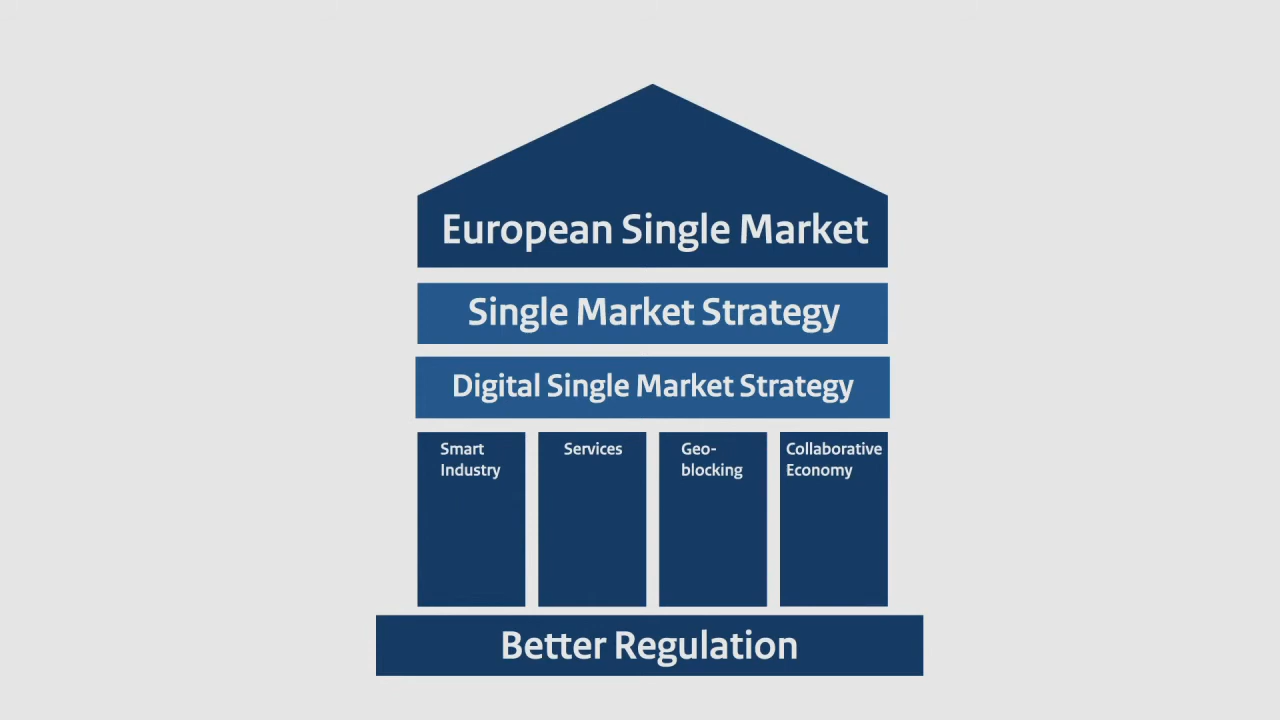 European Single Market
Single Market Strategy
Digital Single Market Strategy
Smart
Industry
Services
Geo-
blocking
Collaborative
Economy
Better Regulation